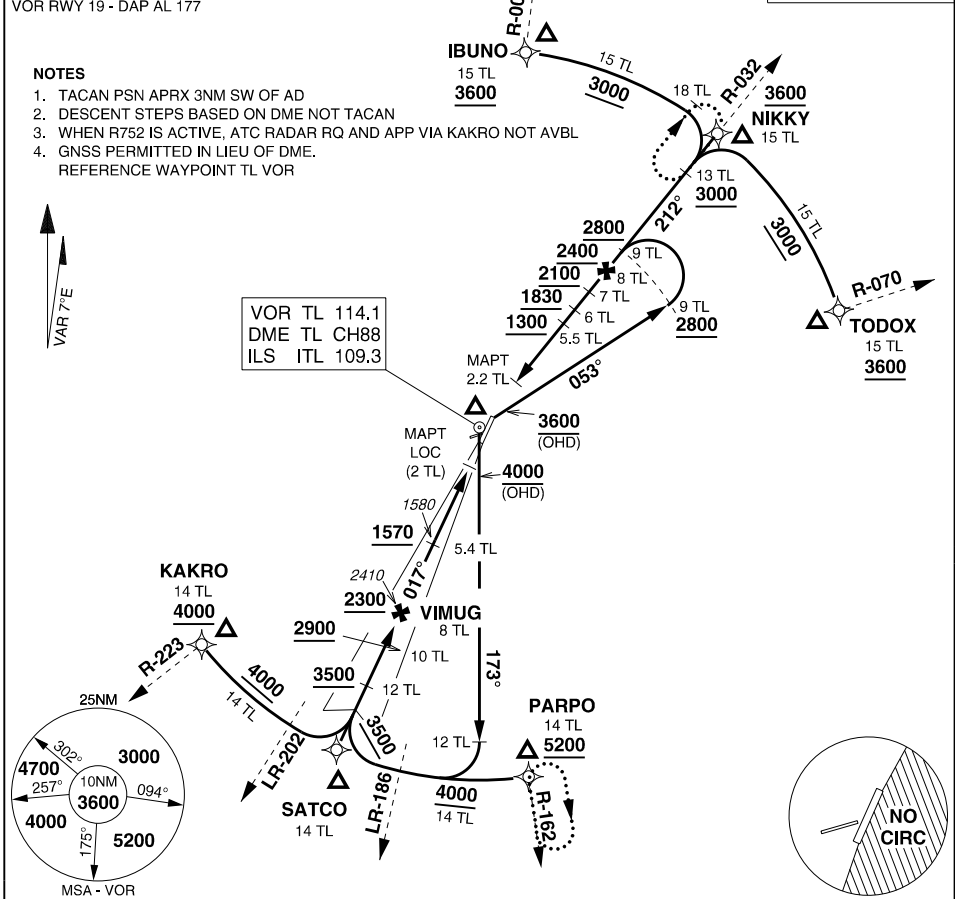 VOR RWY 19 - DAP AL 177
R-00
NOTES
1. TACAN PSN APRX 3NM SW OF AD
2. DESCENT STEPS BASED ON DME NOT TACAN
3. WHEN R752 IS ACTIVE, ATC RADAR RQ AND APP VIA KAKRO NOT AVBL
4. GNSS PERMITTED IN LIEU OF DME.
REFERENCE WAYPOINT TL VOR
IBUNO
15 TL
3600
15 TL
3000
18 TL
R-032
3600
NIKKY
15 TL
13 TL
3000
212°
15 TL
3000
R-070
TODOX
15 TL
3600
VAR 7°E
2800
9 TL
2400
8 TL
2100
7 TL
1830
6 TL
1300
5.5 TL
9 TL
2800
VOR TL 114.1
DME TL CH88
ILS ITL 109.3
MAPT
2.2 TL
053°
3600
(OHD)
MAPT
LOC
(2 TL)
4000
(OHD)
1580
1570
5.4 TL
017°
2410
2300
VIMUG
8 TL
2900
10 TL
173°
KAKRO
14 TL
4000
R-223
4000
14 TL
3500
12 TL
3500
LR-202
SATCO
14 TL
LR-186
12 TL
4000
14 TL
PARPO
14 TL
5200
R-162
25NM
302°
3000
4700
10NM
3600
257°
094°
4000
5200
175°
MSA - VOR
NO
CIRC